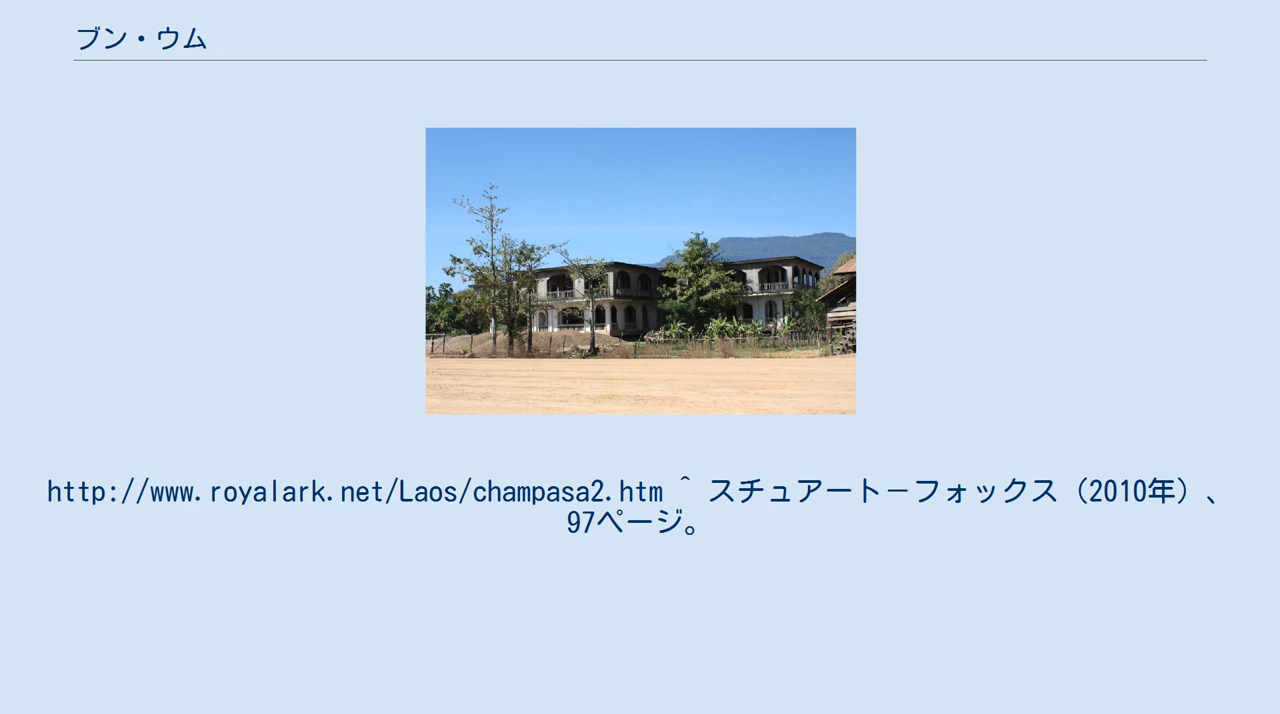 ブン・ウム
http://www.royalark.net/Laos/champasa2.htm ^ スチュアート－フォックス（2010年）、
97ページ。